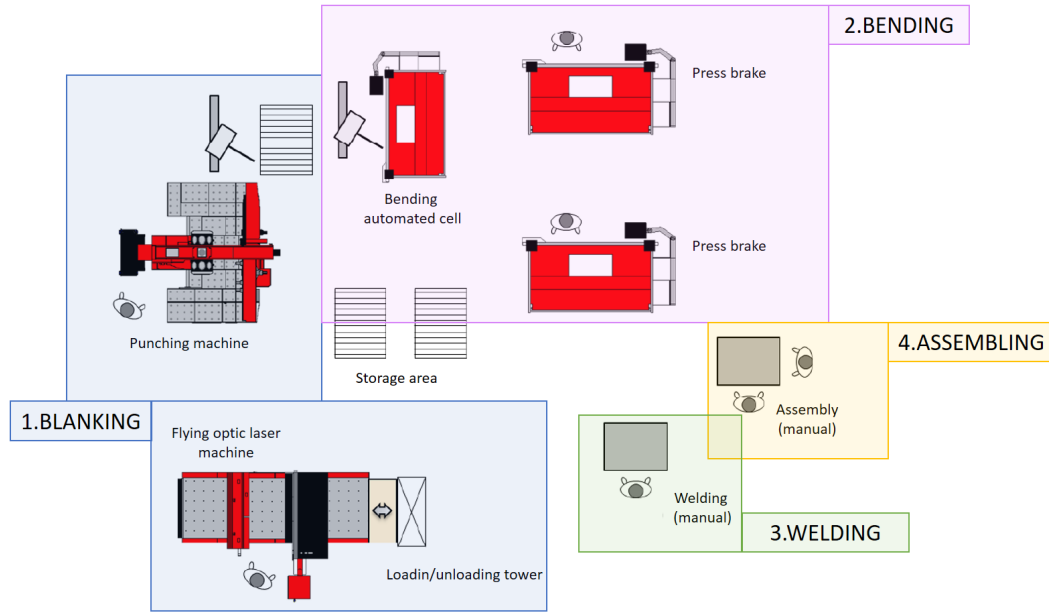 2.BENDING
Press brake
Bending
automated cell
Press brake
Punching machine
Storage area
4.ASSEMBLING
Assembly
(manual)
1.BLANKING
Flying optic laser
machine
Welding
(manual)
3.WELDING
Loadin/unloading tower